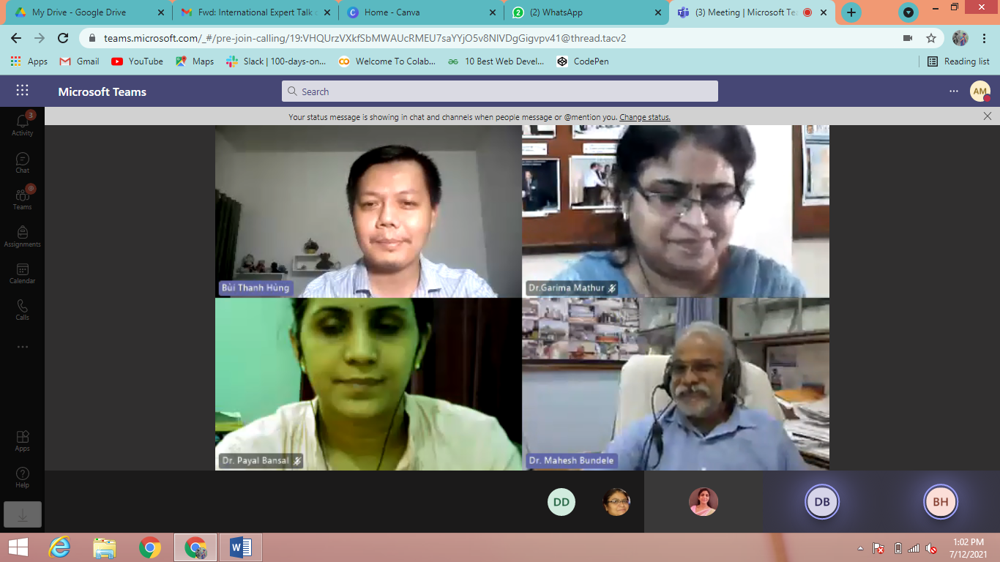 My Drive - Google Drive
Fwd: International Expert Talk
Home - Canva
(2) WhatsApp
(3) Meeting | Microsoft Te
teams.microsoft.com/_#/pre-join-calling/19:VHQUrzVXkfSbMWAUcRMEU7saYYjO5v8NlVDgGigvpv41@thread.tacv2
Apps
Gmail
YouTube
Maps
Slack | 100-days-on...
Welcome To Colab...
10 Best Web Devel...
CodePen
Reading list
Microsoft Teams
Search
AM
Your status message is showing in chat and channels when people message or @mention you. Change status.
3
Activity
Chat
Teams
Assignments
Calendar
Calls
Apps
Help
Bùi Thanh Hùng
Dr.Garima Mathur
Dr. Payal Bansal
Dr. Mahesh Bundele
DD
DB
BH
1:02 PM
7/12/2021